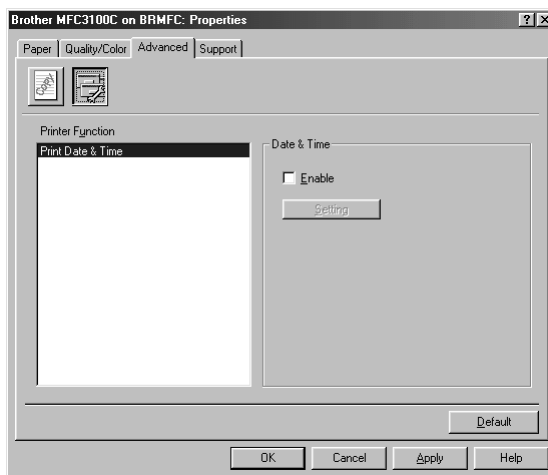 Brother MFC3100C on BRMFC: Properties
Paper Quality/Color Advanced Support
Copy
Printer Function
Print Date & Time
Date & Time
Enable
Setting
Default
OK Cancel Apply Help